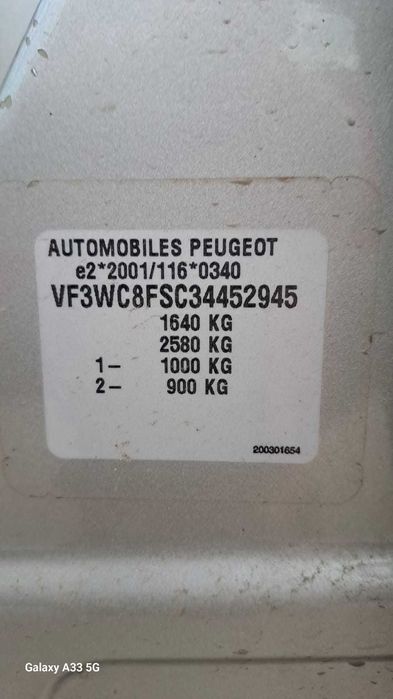 AUTOMOBILES PEUGEOT
e2*2001/116*0340
VF3WC8FSC34452945
1640 KG
2580 KG
1– 1000 KG
2– 900 KG
200301654
Galaxy A33 5G